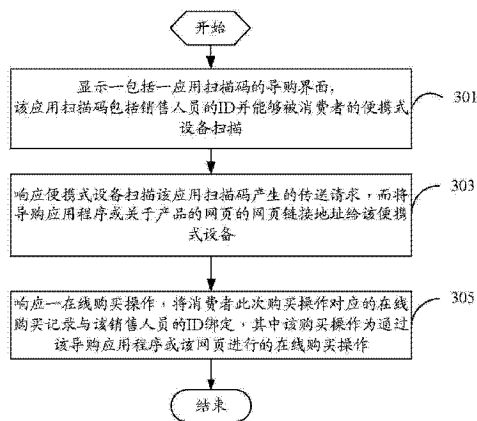 开始
显示一包括一应用扫描码的导购界面，
该应用扫描码包括销售人员的ID并能够被消费者的便携式
设备扫描
301
响应便携式设备扫描该应用扫描码产生的传送请求，而将
导购应用程序或关于产品的网页的网页链接地址给该便携
式设备
303
响应一在线购买操作，将消费者此次购买操作对应的在线
购买记录与该销售人员的ID绑定，其中该购买操作为通过
该导购应用程序或该网页进行的在线购买操作
305
结束